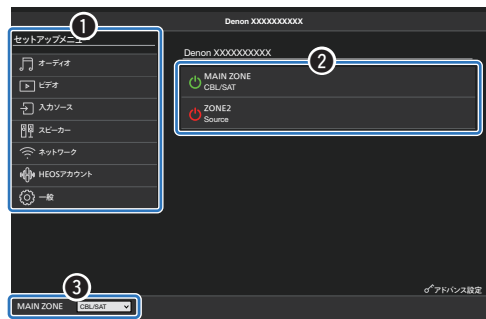 Denon XXXXXXXXXX
1
セットアップメニュー
オーディオ
ビデオ
入力ソース
スピーカー
ネットワーク
HEOSアカウント
一般
Denon XXXXXXXXXX
2
MAIN ZONE
CBL/SAT
ZONE2
Source
アドバンス設定
3
MAIN ZONE CBL/SAT